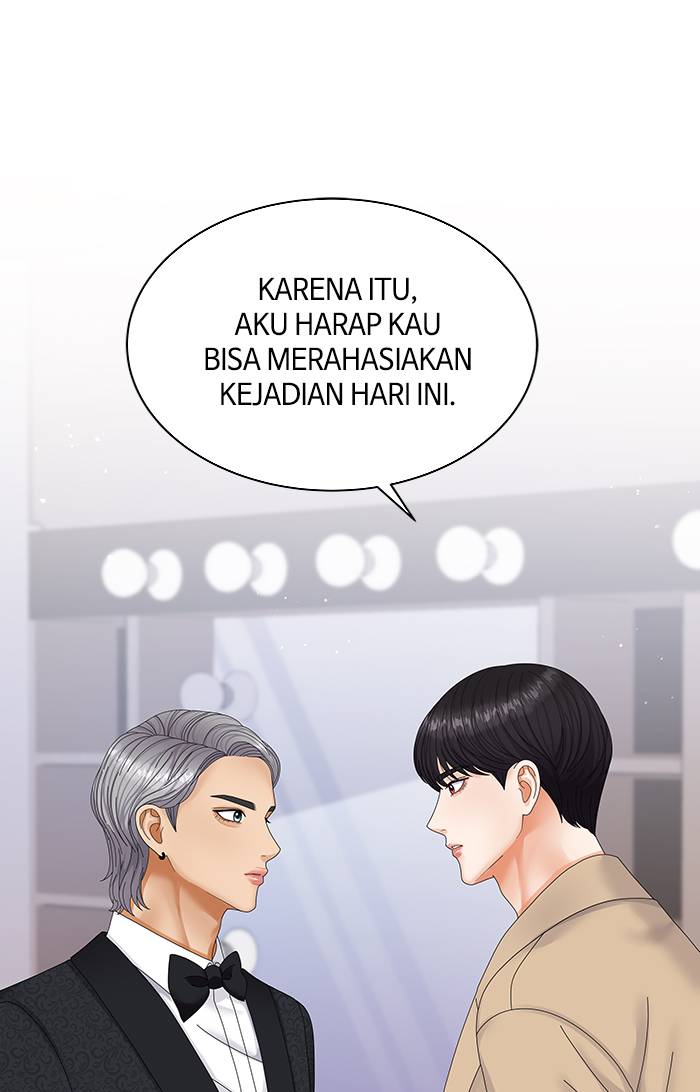 KARENA ITU,
AKU HARAP KAU
BISA MERAHASIAKAN
KEJADIAN HARI INI.